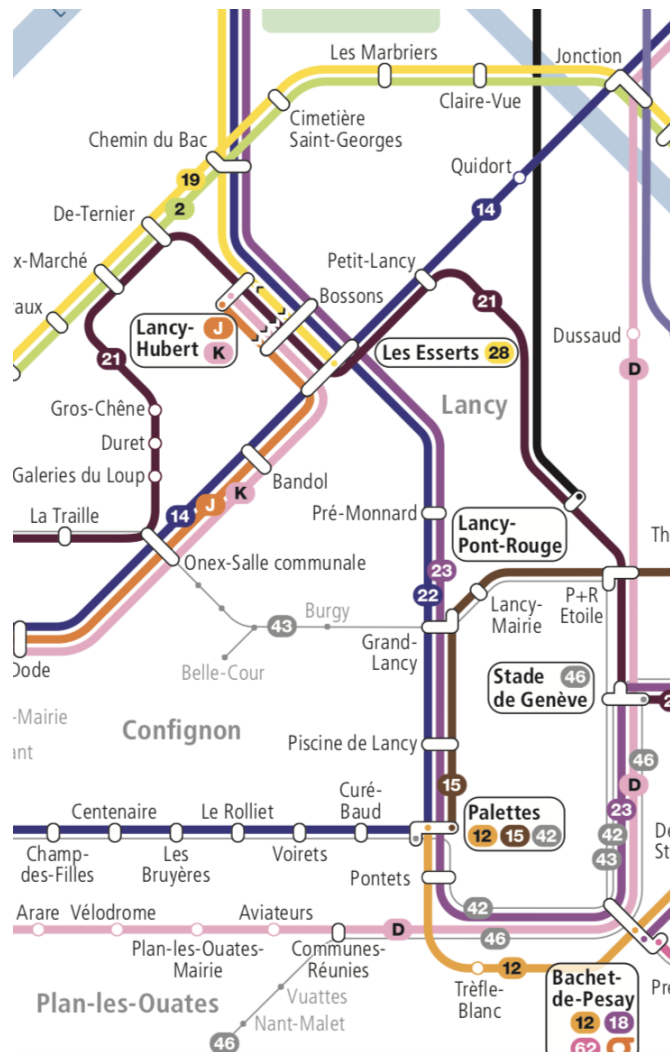 Les Marbriers
Jonction
Claire-Vue
Cimetière
Saint-Georges
Chemin du Bac
19
2
Quidort
14
De-Ternier
x-Marché
Petit-Lancy
21
Bossons
aux
Lancy-
Hubert
J
K
Les Esserts 28
Dussaud
D
21
Lancy
Gros-Chêne
Duret
Galeries du Loup
Bandol
14 J K
La Traille
Pré-Monnard
Lancy-
Pont-Rouge
Th
Onex-Salle communale
23
22
Lancy-
Mairie
P+R
Etoile
43
Burgy
Grand-
Lancy
Belle-Cour
Dode
Stade 46
de Genève
2
-Mairie
ant
Confignon
Piscine de Lancy
46
D
15
23
Curé-
Baud
Palettes
12 15 42
42
43
De
St
Centenaire
Le Rolliet
Champ-
des-Filles
Les
Bruyères
Voirets
Pontets
42
Arare
Vélodrome
Aviateurs
D
46
Plan-les-Ouates-
Mairie
Communes-
Réunies
12
Trèfle-
Blanc
Bachet-
de-Pesay
12 18
62
Pré
Plan-les-Ouates
Vuattes
Nant-Malet
46